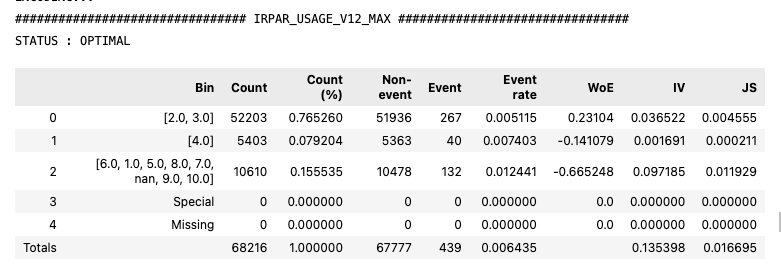 ############################## IRPAR_USAGE_V12_MAX ##############################
STATUS : OPTIMAL
Bin Count Count (%) Non-event Event Event rate WoE IV JS
0 [2.0, 3.0] 52203 0.765260 51936 267 0.005115 0.23104 0.036522 0.004555
1 [4.0] 5403 0.079204 5363 40 0.007403 -0.141079 0.001691 0.000211
2 [6.0, 1.0, 5.0, 8.0, 7.0, nan, 9.0, 10.0] 10610 0.155535 10478 132 0.012441 -0.665248 0.097185 0.011929
3 Special 0 0.000000 0 0 0.000000 0.0 0.000000 0.000000
4 Missing 0 0.000000 0 0 0.000000 0.0 0.000000 0.000000
Totals 68216 1.000000 67777 439 0.006435 0.135398 0.016695